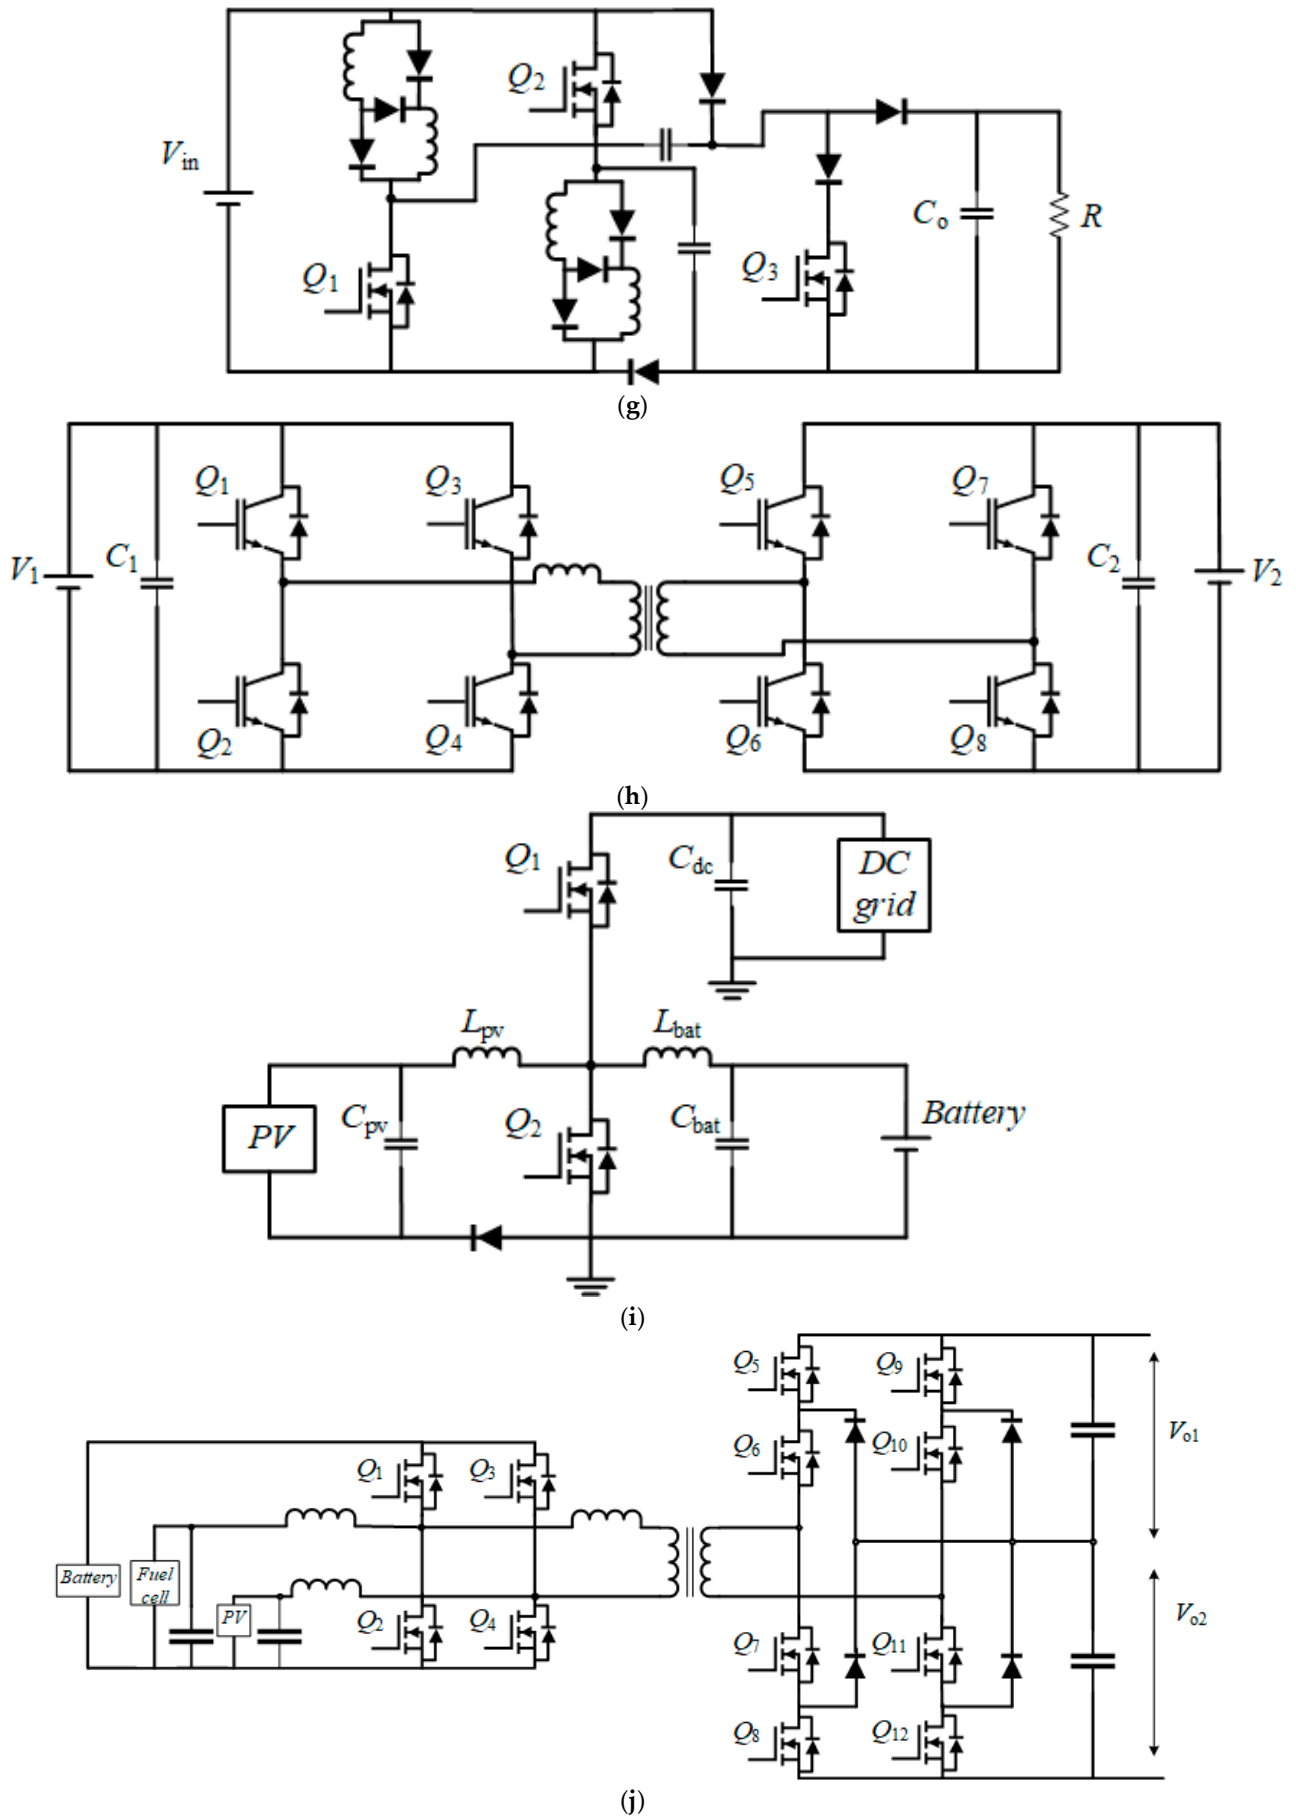 Q2
Vin
Co
R
Q3
Q1
(g)
Q1
Q3
Q5
Q7
V1
C1
C2
V2
Q2
Q4
Q6
Q8
(h)
Q1
Cdc
DC
grid
Lpv
Lbat
PV
Cpv
Q2
Cbat
Battery
(i)
Q5
Q9
Vo1
Q6
Q10
Q1
Q3
Battery
Fuel
cell
PV
Q2
Q4
Vo2
Q7
Q11
Q8
Q12
(j)